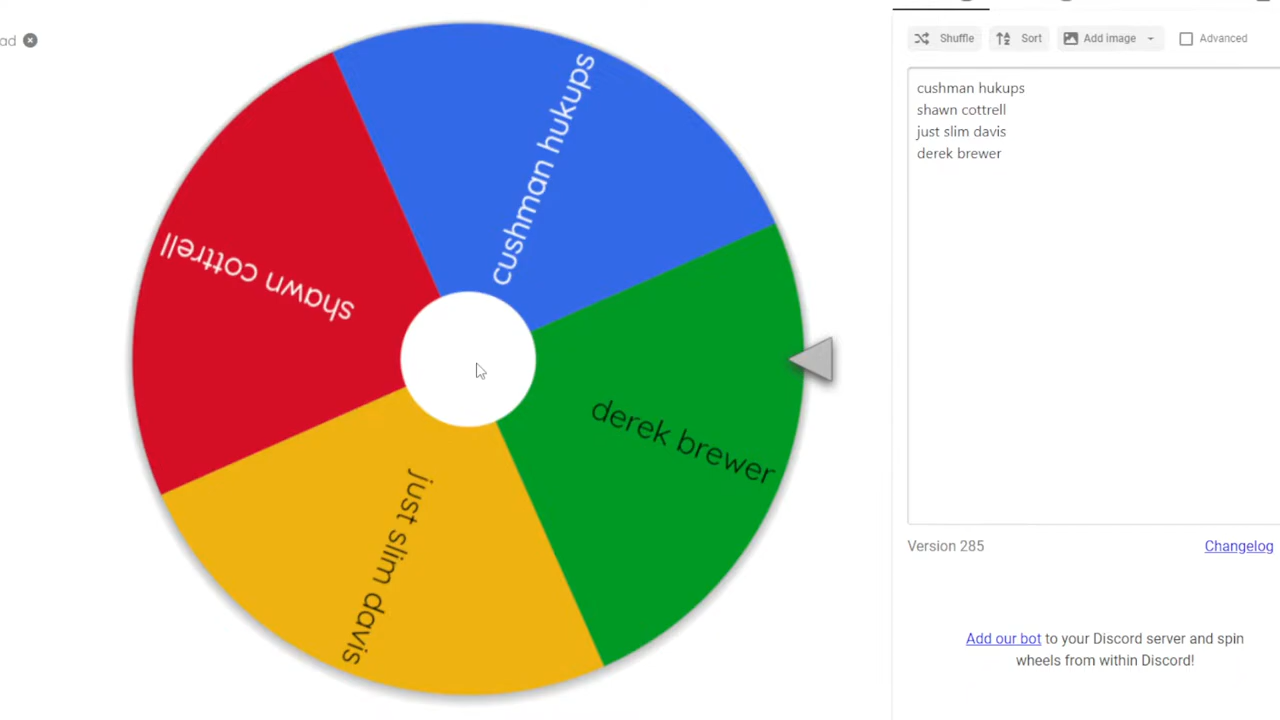 ad
Shuffle
Sort
Add image
Advanced
cushman hukups
shawn cottrell
just slim davis
derek brewer
cushman hukups
shawn cottrell
derek brewer
just slim davis
Version 285
Changelog
Add our bot to your Discord server and spin
wheels from within Discord!